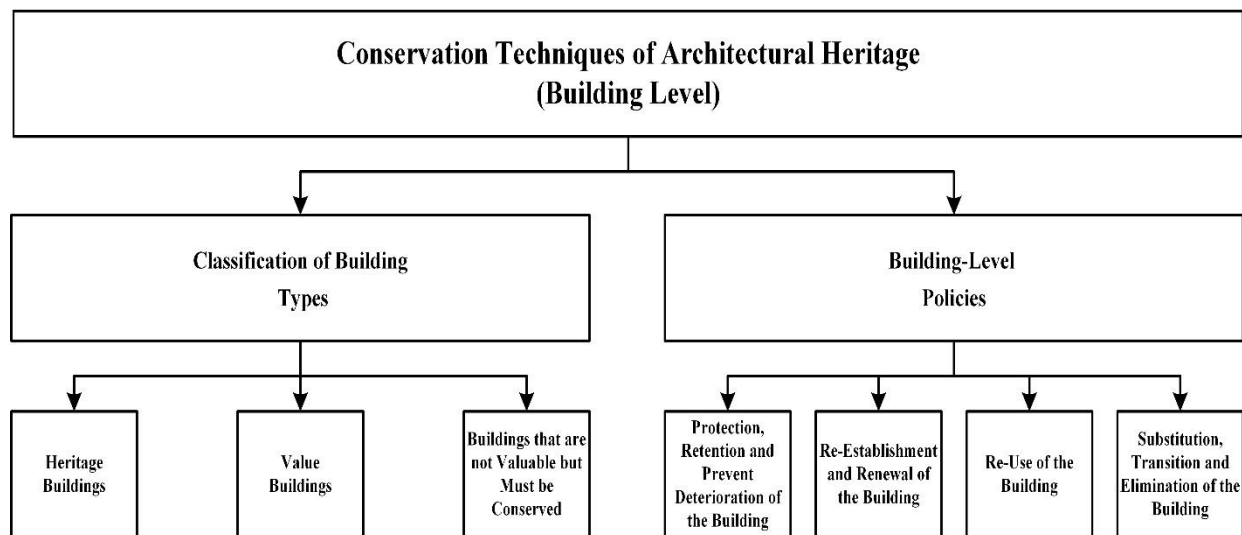 Conservation Techniques of Architectural Heritage
(Building Level)
Classification of Building
Types
Building-Level
Policies
Heritage
Buildings
Value
Buildings
Buildings that are
not Valuable but
Must be
Conserved
Protection,
Retention and
Prevent
Deterioration of
the Building
Re-Establishment
and Renewal of
the Building
Re-Use of the
Building
Substitution,
Transition and
Elimination of the
Building